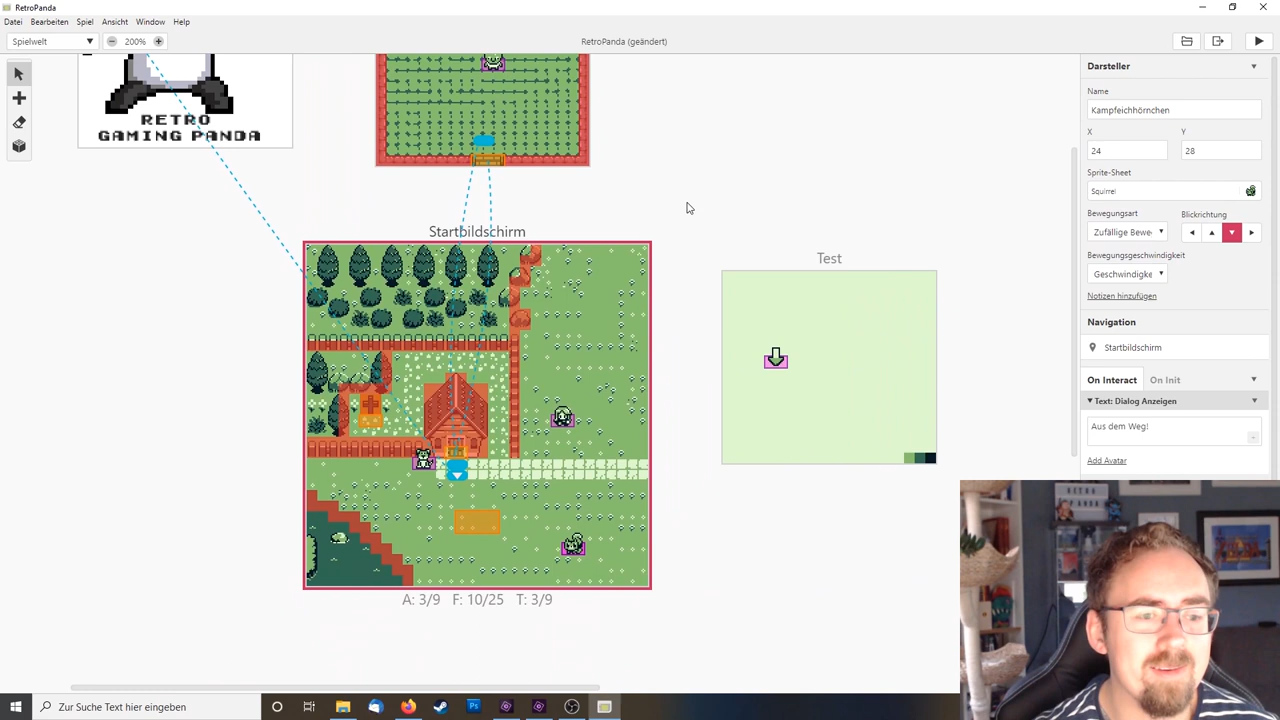 RetroPanda
Datei Bearbeiten Spiel Ansicht Window Help
Spielwelt 200% RetroPanda (geändert)
RETRO
GAMING PANDA
Startbildschirm
Test
A: 3/9 F: 10/25 T: 3/9
Darsteller
Name
Kampfeichhörnchen
X Y
24 28
Sprite-Sheet
Squirrel
Bewegungsart Blickrichtung
Zufällige Bewe
Bewegungsgeschwindigkeit
Geschwindigke
Notizen hinzufügen
Navigation
Startbildschirm
On Interact On Init
Text: Dialog Anzeigen
Aus dem Weg!
Add Avatar
Zur Suche Text hier eingeben